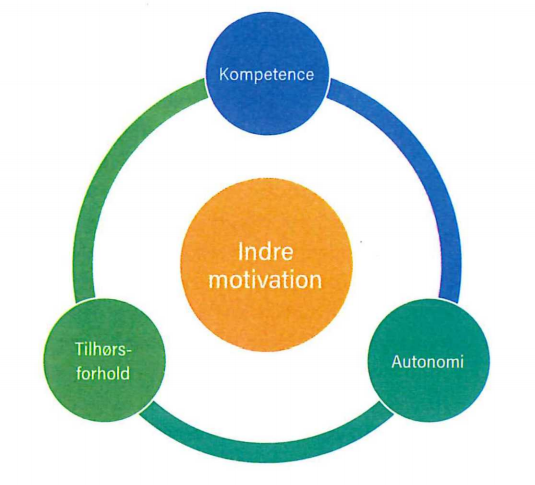 Kompetence
Indre
motivation
Tilhørs-
forhold
Autonomi